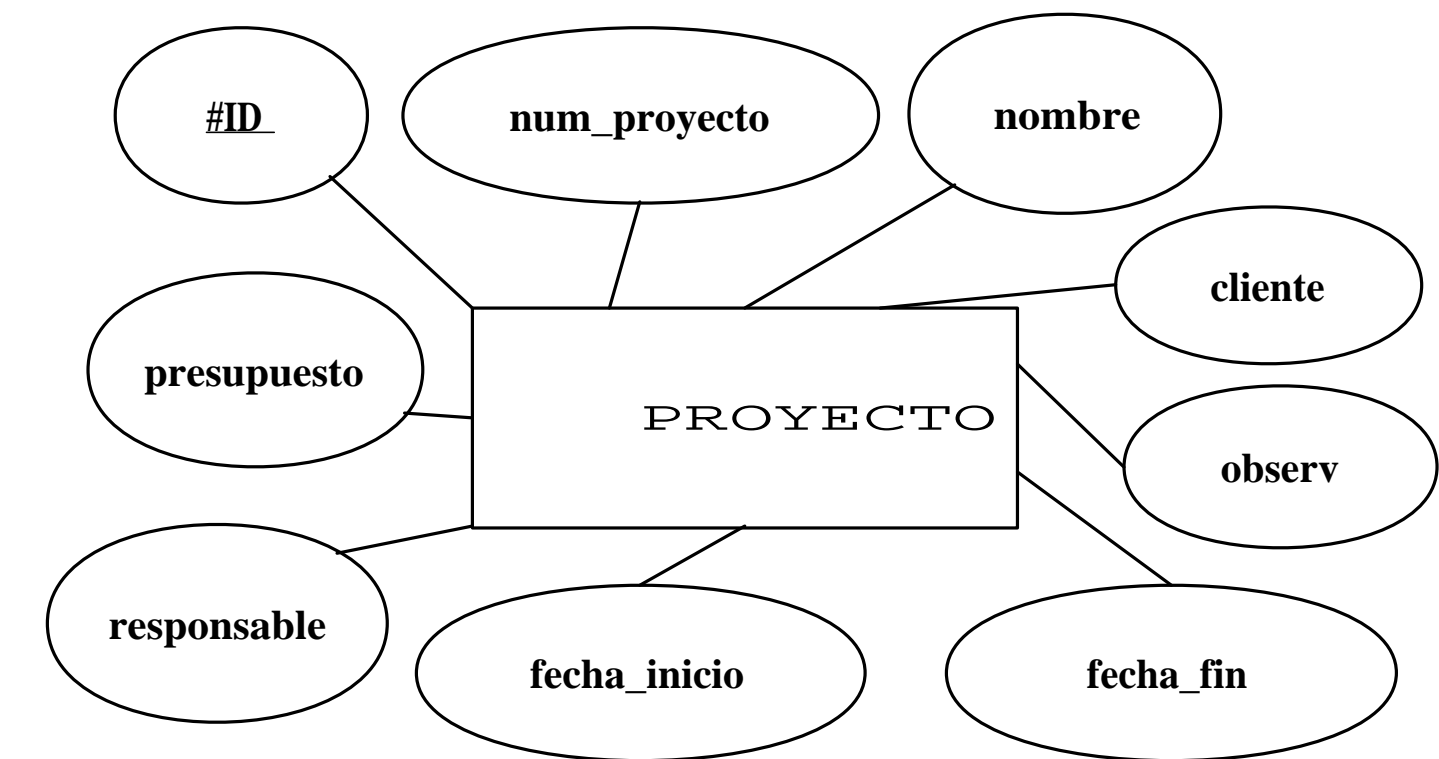 #ID
num_proyecto
nombre
cliente
presupuesto
PROYECTO
observ
responsable
fecha_inicio
fecha_fin